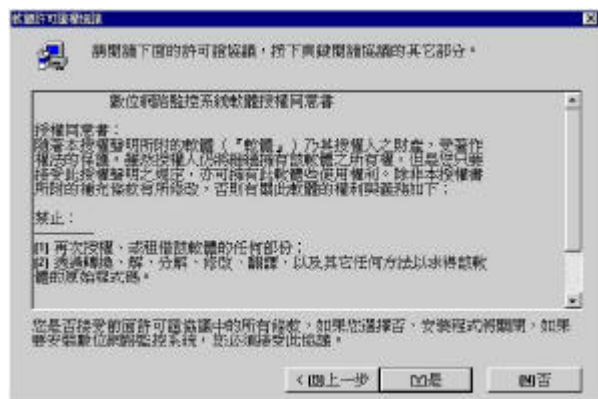 軟體許可證權協議
請閱讀下面的許可證協議,按下頁鍵閱讀協議的其它部分。
數位網路監控系統軟體授權同意書
授權同意書:
隨著本授權聲明所附的軟體(『軟體』)乃其授權人之財產,受著作
權法的保護。雖然授權人仍將繼續擁有該軟體之所有權,但是您只要
接受此授權聲明之規定,亦可擁有此軟體些使用權利。除非本授權書
所附的補充條款有所修改,否則有關此軟體的權利與義務如下:
禁止:
[1] 再次授權、或租借該軟體的任何部份;
[2] 透過轉換、解、分解、修改、翻譯,以及其它任何方法以求得該軟
體的原始程式碼。
您是否接受前面許可證協議中的所有條款,如果您選擇否,安裝程式將關閉,如果
要安裝數位網路監控系統,您必須接受此協議。
< [B]上一步
[Y]是
[N]否